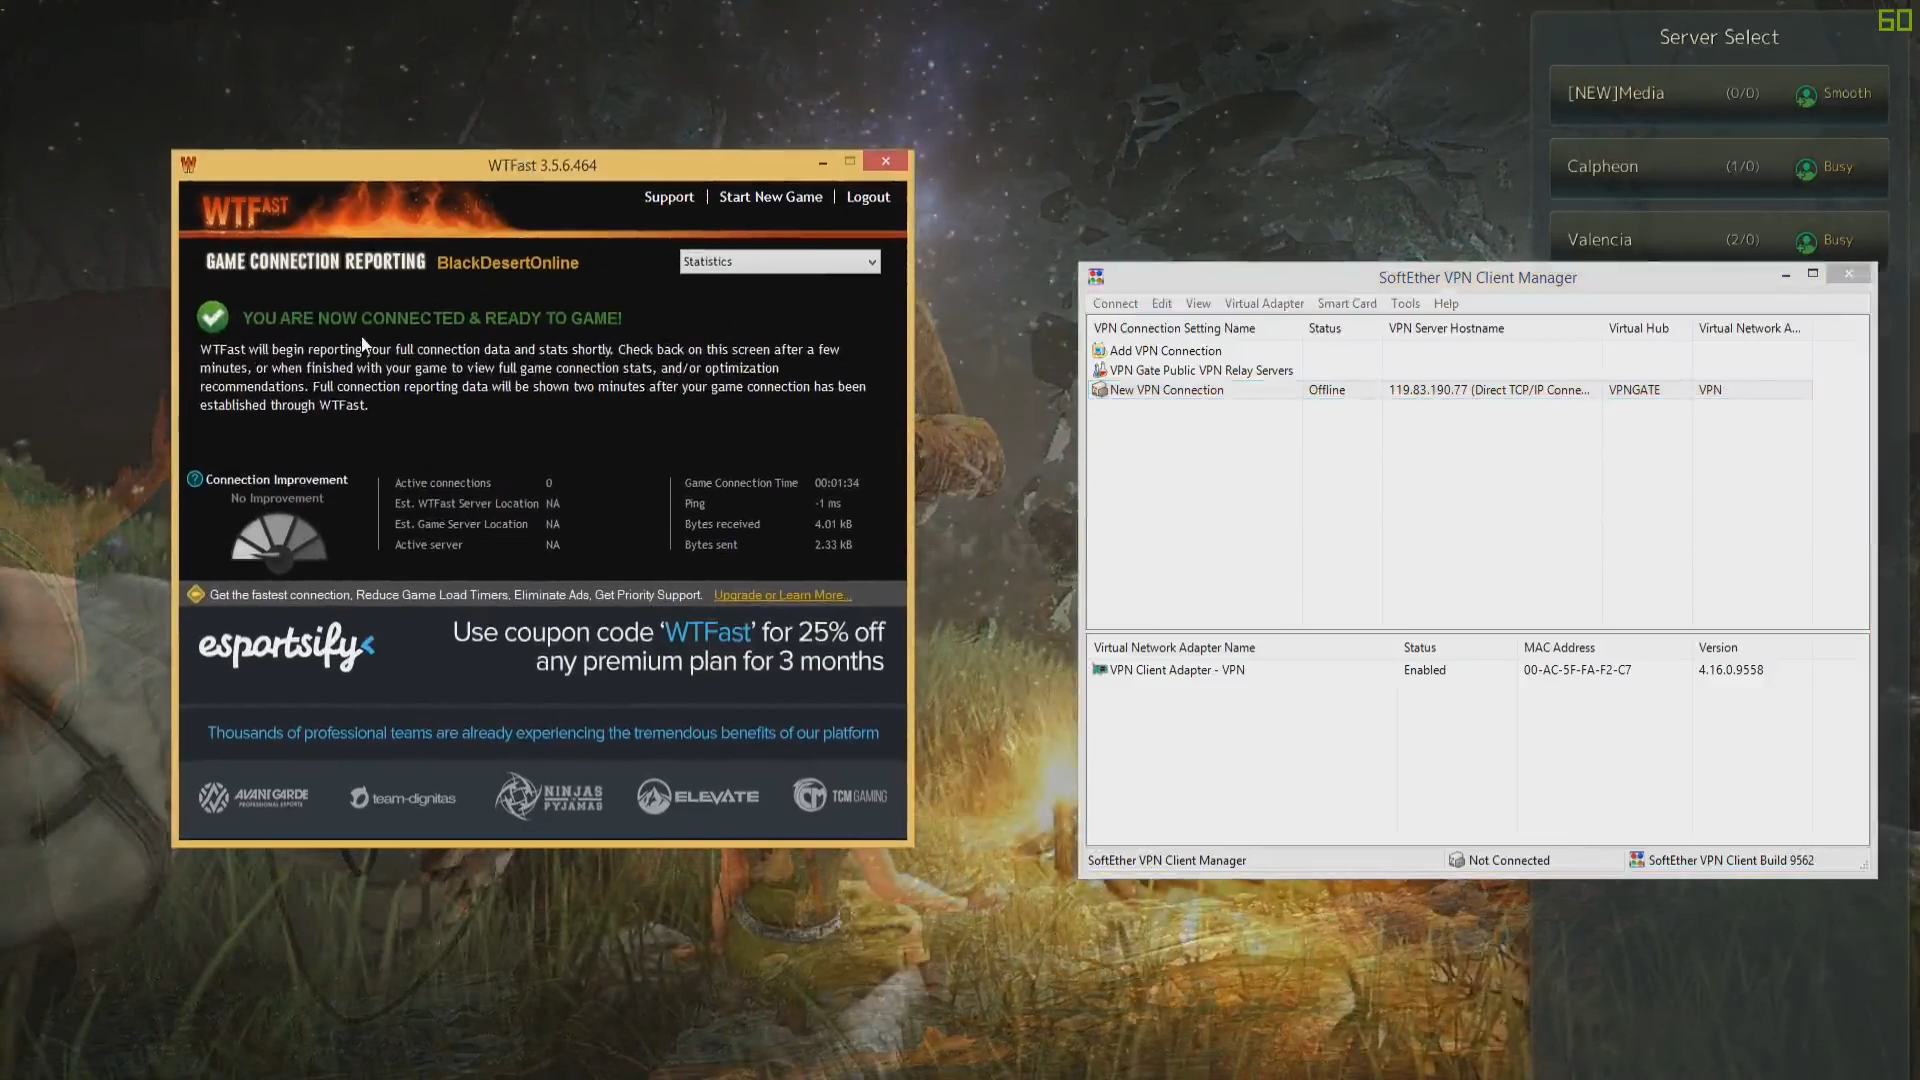 60
Server Select
[NEW]Media (0/0) Smooth
Calpheon (1/0) Busy
Valencia (2/0) Busy
W WTFast 3.5.6.464
WTFAST
Support | Start New Game | Logout
GAME CONNECTION REPORTING BlackDesertOnline Statistics
YOU ARE NOW CONNECTED & READY TO GAME!
WTFast will begin reporting your full connection data and stats shortly. Check back on this screen after a few
minutes, or when finished with your game to view full game connection stats, and/or optimization
recommendations. Full connection reporting data will be shown two minutes after your game connection has been
established through WTFast.
? Connection Improvement
No Improvement
Active connections 0
Est. WTFast Server Location NA
Est. Game Server Location NA
Active server NA
Game Connection Time 00:01:34
Ping -1 ms
Bytes received 4.01 kB
Bytes sent 2.33 kB
Get the fastest connection, Reduce Game Load Timers, Eliminate Ads, Get Priority Support. Upgrade or Learn More...
esportsify
Use coupon code ‘WTFast’ for 25% off
any premium plan for 3 months
Thousands of professional teams are already experiencing the tremendous benefits of our platform
AVANT GARDE
PROFESSIONAL ESPORTS
team-dignitas
NINJAS
IN
PYJAMAS
ELEVATE
TCM GAMING
SoftEther VPN Client Manager
Connect Edit View Virtual Adapter Smart Card Tools Help
VPN Connection Setting Name Status VPN Server Hostname Virtual Hub Virtual Network A...
Add VPN Connection
VPN Gate Public VPN Relay Servers
New VPN Connection Offline 119.83.190.77 (Direct TCP/IP Conne... VPNGATE VPN
Virtual Network Adapter Name Status MAC Address Version
VPN Client Adapter - VPN Enabled 00-AC-5F-FA-F2-C7 4.16.0.9558
SoftEther VPN Client Manager Not Connected SoftEther VPN Client Build 9562